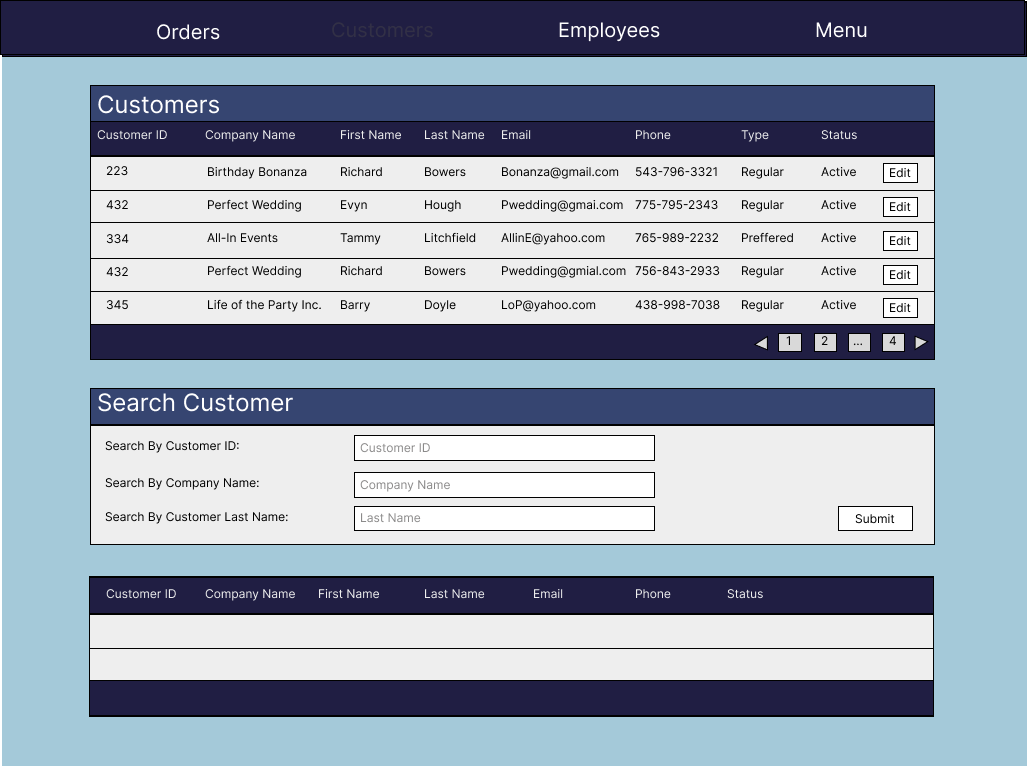 Orders Customers Employees Menu
Customers
Customer ID Company Name First Name Last Name Email Phone Type Status
223 Birthday Bonanza Richard Bowers Bonanza@gmail.com 543-796-3321 Regular Active Edit
432 Perfect Wedding Evyn Hough Pwedding@gmai.com 775-795-2343 Regular Active Edit
334 All-In Events Tammy Litchfield AllinE@yahoo.com 765-989-2232 Preffered Active Edit
432 Perfect Wedding Richard Bowers Pwedding@gmial.com 756-843-2933 Regular Active Edit
345 Life of the Party Inc. Barry Doyle LoP@yahoo.com 438-998-7038 Regular Active Edit
1 2 ... 4
Search Customer
Search By Customer ID: Customer ID
Search By Company Name: Company Name
Search By Customer Last Name: Last Name Submit
Customer ID Company Name First Name Last Name Email Phone Status